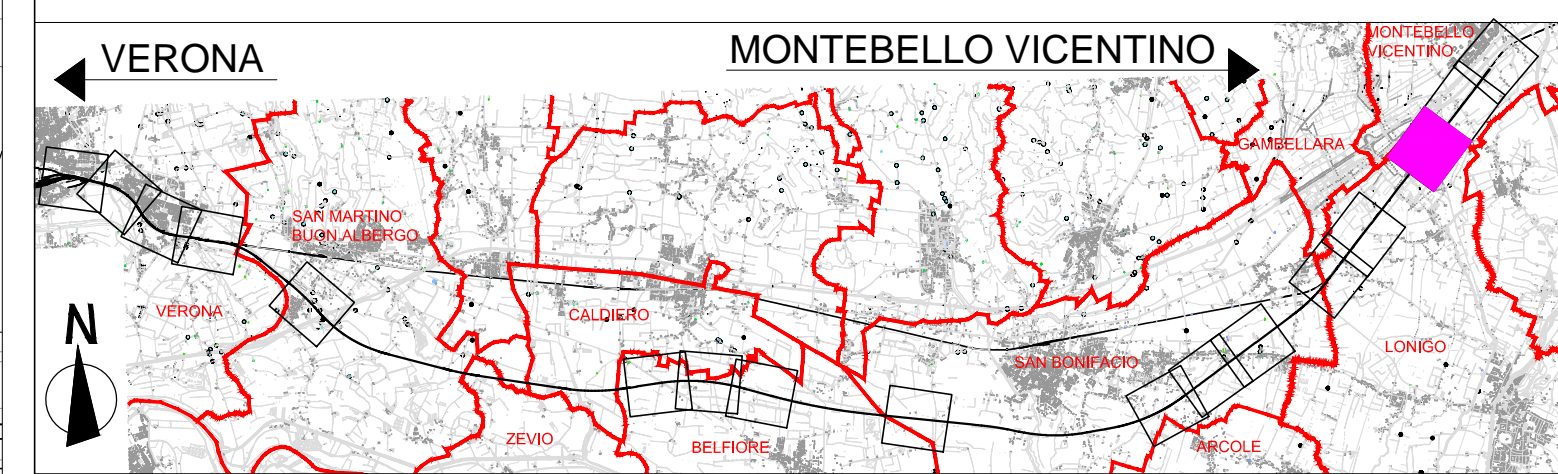 VERONA
MONTEBELLO VICENTINO
MONTEBELLO
VICENTINO
GAMBELLARA
SAN MARTINO
BUON ALBERGO
VERONA
CALDIERO
N
SAN BONIFACIO
LONIGO
ZEVIO
BELFIORE
ARCOLE